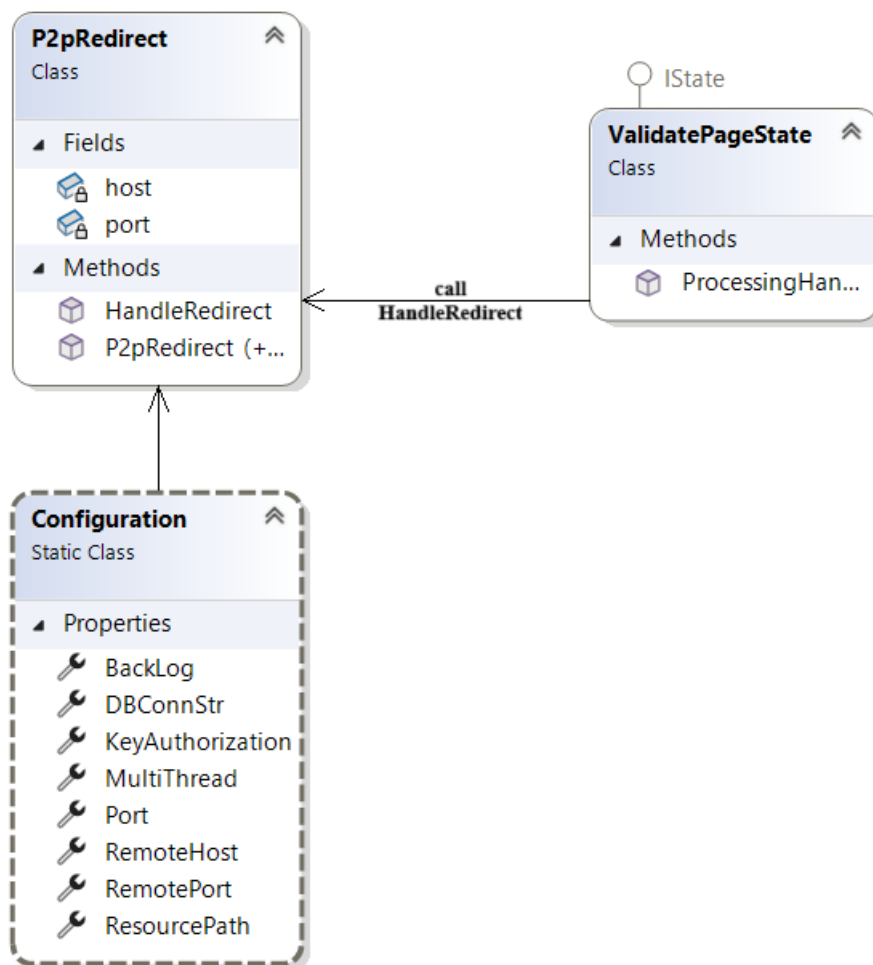 P2pRedirect
Class
Fields
host
port
Methods
HandleRedirect
P2pRedirect (+...
IState
ValidatePageState
Class
Methods
ProcessingHan...
call
HandleRedirect
Configuration
Static Class
Properties
BackLog
DBConnStr
KeyAuthorization
MultiThread
Port
RemoteHost
RemotePort
ResourcePath